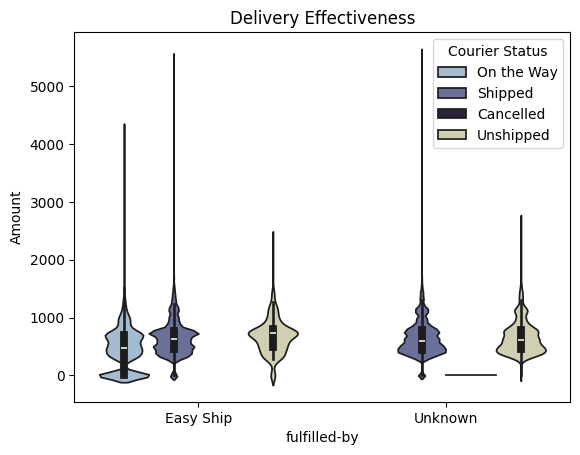 Delivery Effectiveness
Courier Status
On the Way
Shipped
Cancelled
Unshipped
Amount
5000
4000
3000
2000
1000
0
Easy Ship
Unknown
fulfilled-by